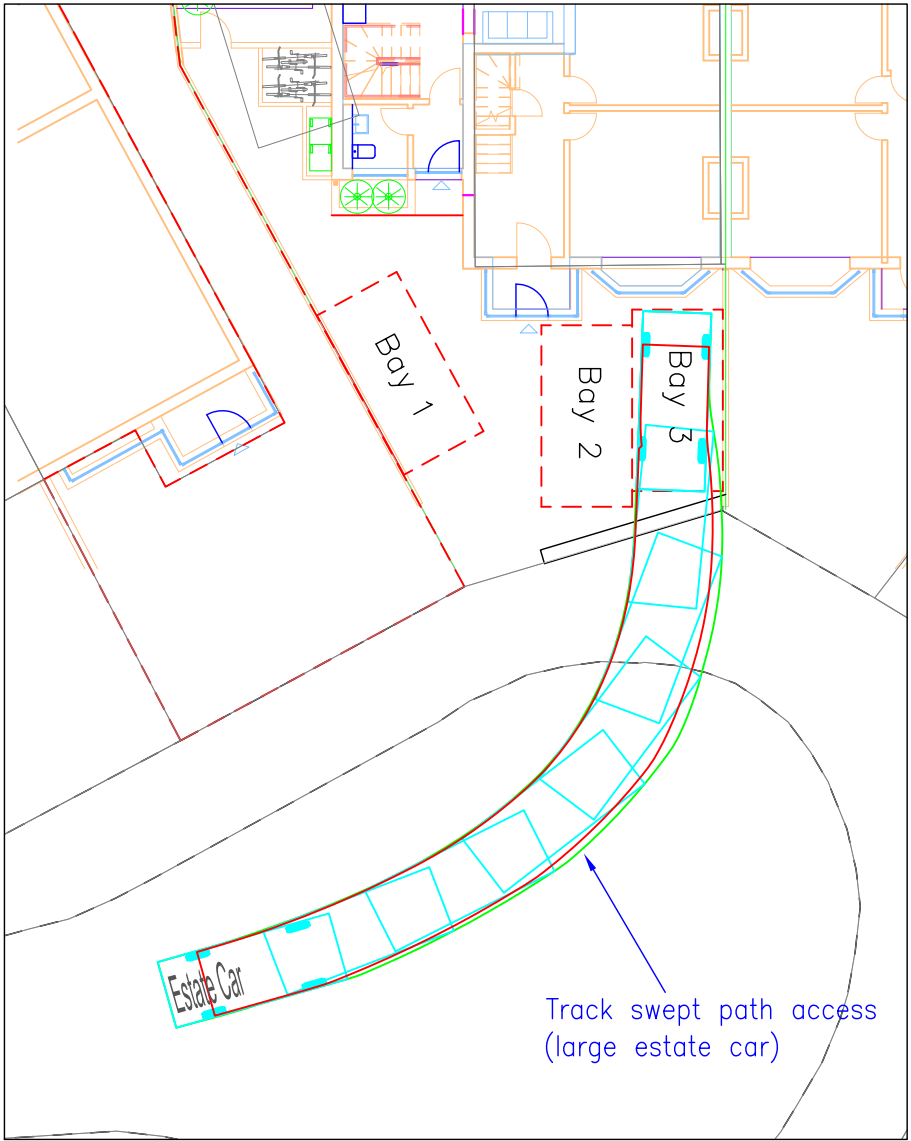 Bay 1
Bay 2
Bay 3
Estate Car
Track swept path access
(large estate car)